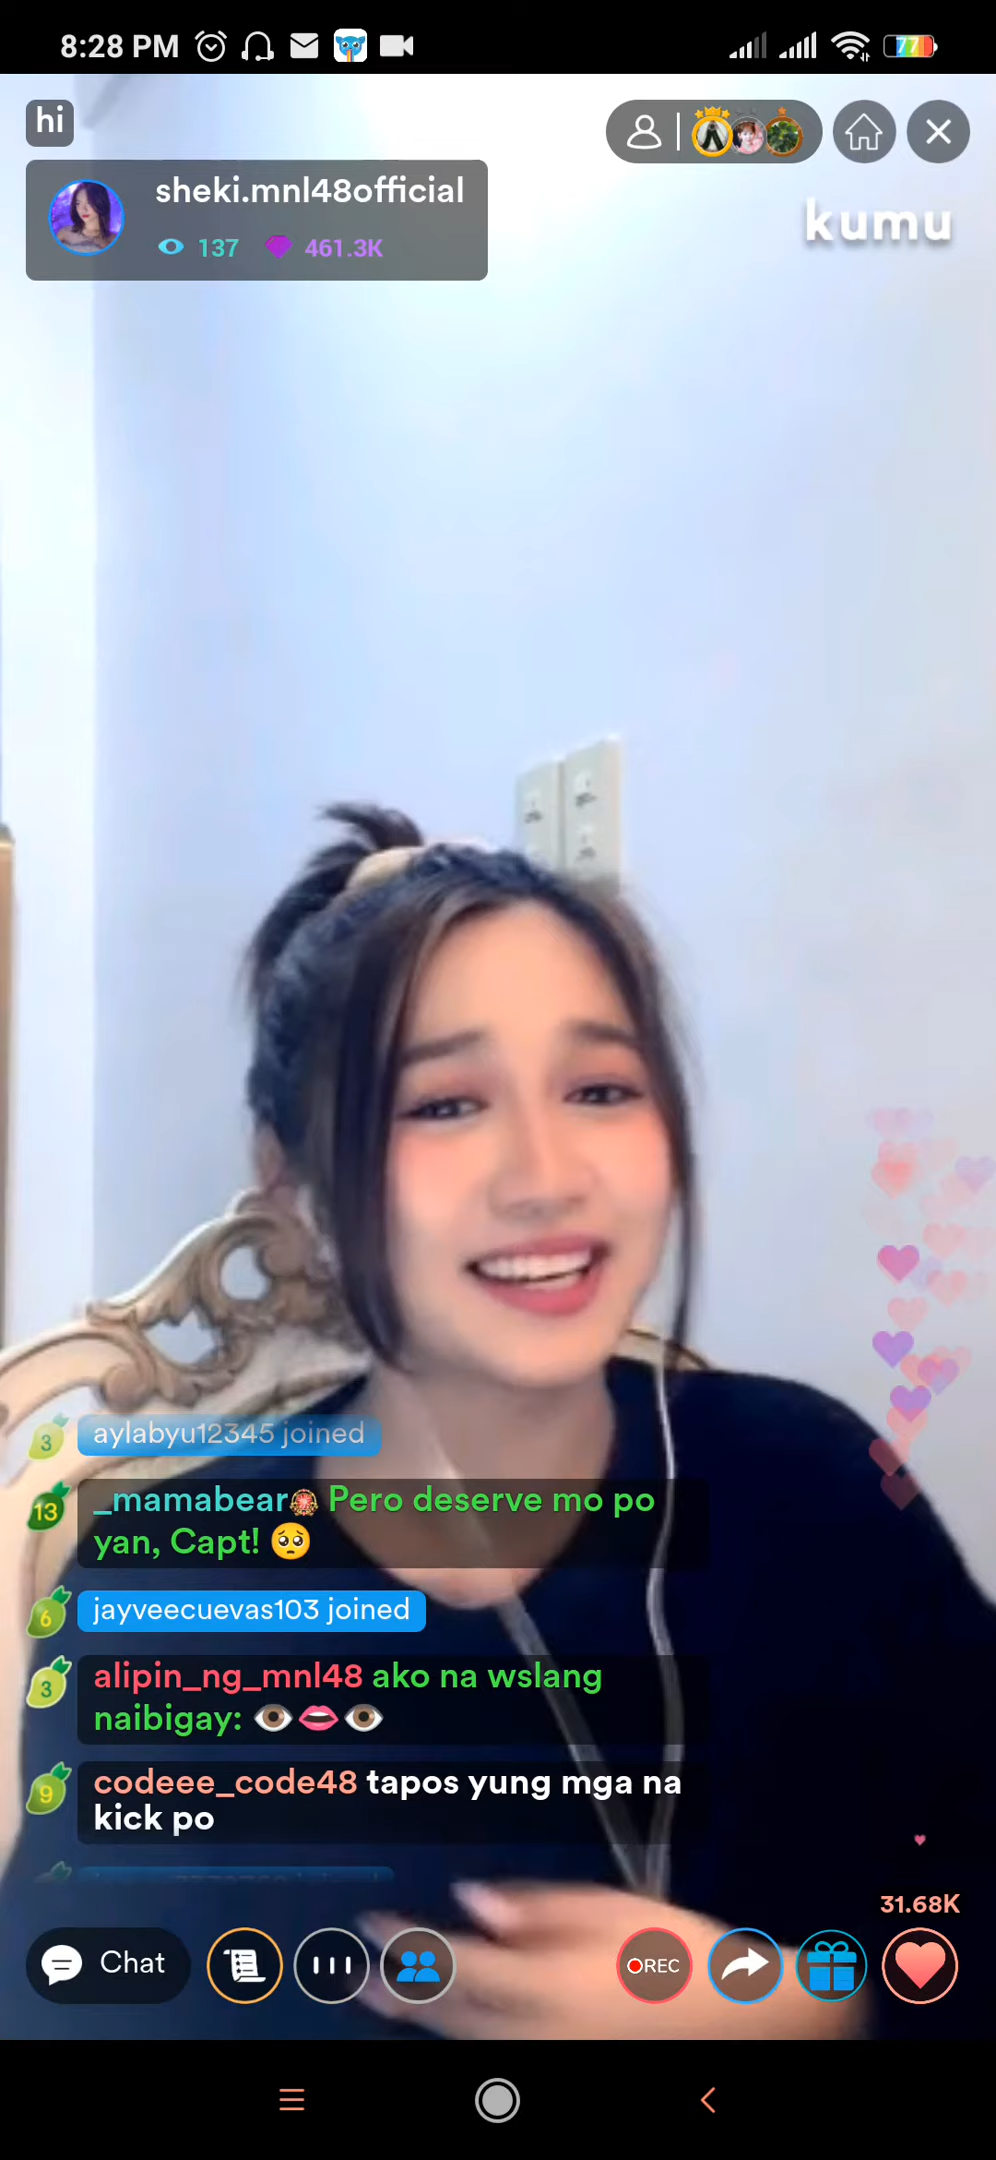 8:28 PM
77
hi
sheki.mnl48official
137 461.3K
kumu
3 aylabyu12345 joined
13 _mamabear Pero deserve mo po
yan, Capt! 🥺
6 jayveecuevas103 joined
3 alipin_ng_mnl48 ako na wslang
naibigay: 👁️👄👁️
9 codeee_code48 tapos yung mga na
kick po
31.68K
Chat
REC